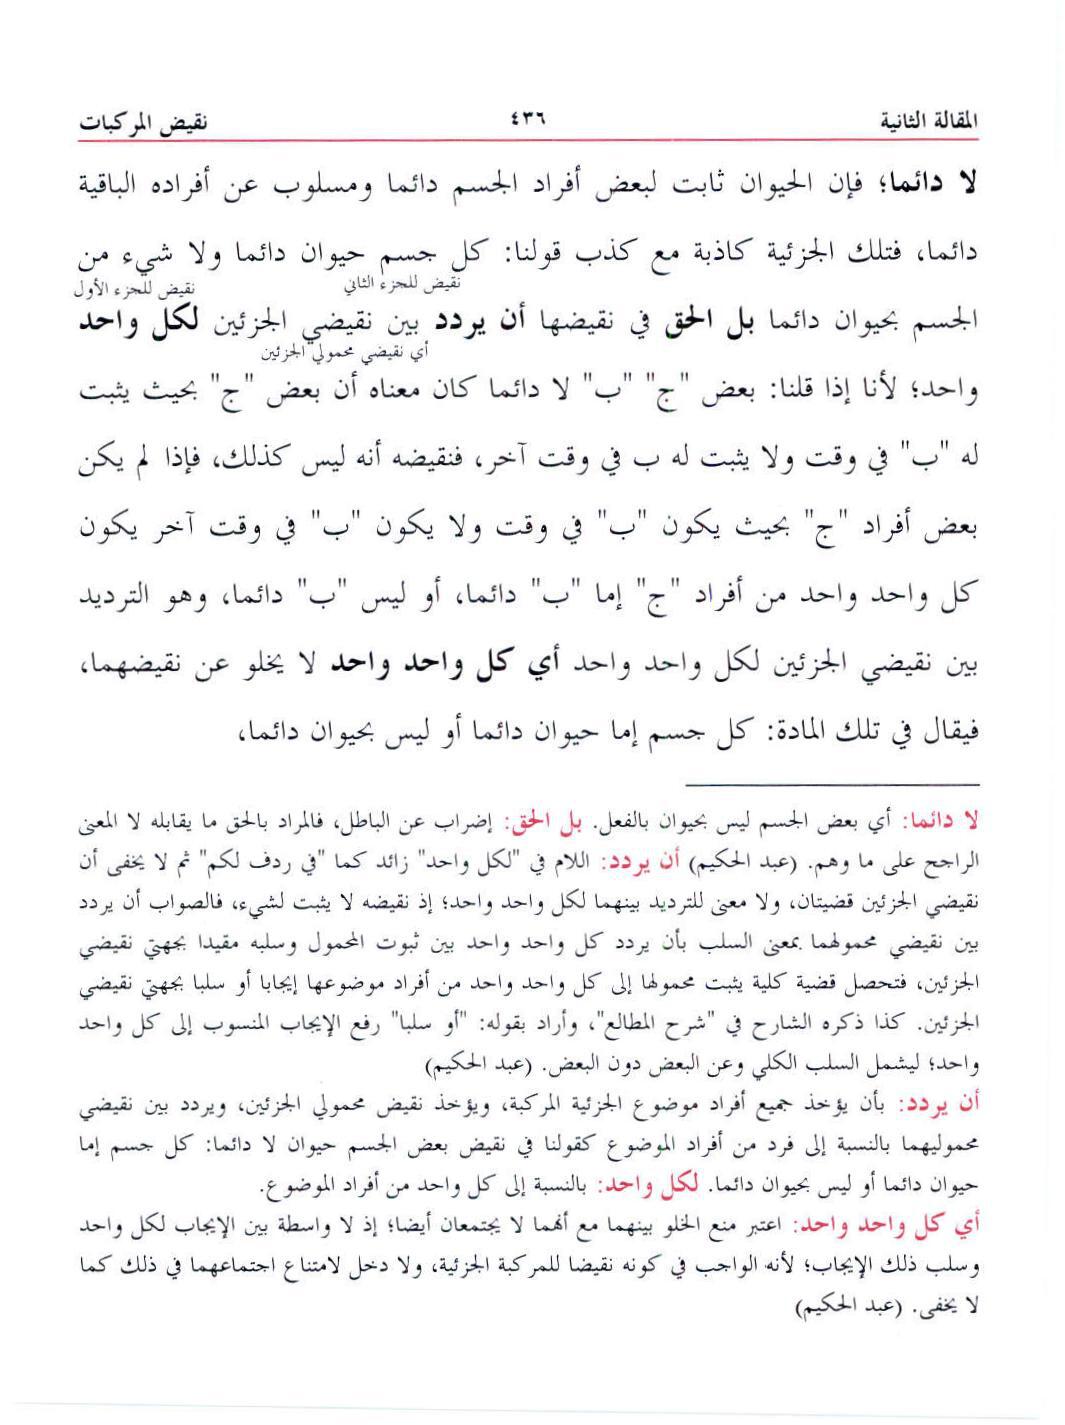 المقالة الثانية ٤٣٦ نقيض المركبات
لا دائما؛ فإن الحيوان ثابت لبعض أفراد الجسم دائما ومسلوب عن أفراده الباقية
دائما، فتلك الجزئية كاذبة مع كذب قولنا: كل جسم حيوان دائما ولا شيء من
نقيض للجزء الثاني نقيض للجزء الأول
الجسم بحيوان دائما بل الحق في نقيضها أن يردد بين نقيضي الجزئين لكل واحد
أي نقيضي محمولي الجزئين
واحد؛ لأنا إذا قلنا: بعض "ج" "ب" لا دائما كان معناه أن بعض "ج" بحيث يثبت
له "ب" في وقت ولا يثبت له ب في وقت آخر، فنقيضه أنه ليس كذلك، فإذا لم يكن
بعض أفراد "ج" بحيث يكون "ب" في وقت ولا يكون "ب" في وقت آخر يكون
كل واحد واحد من أفراد "ج" إما "ب" دائما، أو ليس "ب" دائما، وهو الترديد
بين نقيضي الجزئين لكل واحد واحد أي كل واحد واحد لا يخلو عن نقيضهما،
فيقال في تلك المادة: كل جسم إما حيوان دائما أو ليس بحيوان دائما،
لا دائما: أي بعض الجسم ليس بحيوان بالفعل. بل الحق: إضراب عن الباطل، فالمراد بالحق ما يقابله لا المعنى
الراجح على ما وهم. (عبد الحكيم) أن يردد: اللام في "لكل واحد" زائد كما "في ردف لكم" ثم لا يخفى أن
نقيضي الجزئين قضيتان، ولا معنى للترديد بينهما لكل واحد واحد؛ إذ نقيضه لا يثبت لشيء، فالصواب أن يردد
بين نقيضي محمولهما بمعنى السلب بأن يردد كل واحد واحد بين ثبوت المحمول وسلبه مقيدا بجهتي نقيضي
الجزئين، فتحصل قضية كلية يثبت محمولها إلى كل واحد واحد من أفراد موضوعها إيجابا أو سلبا بجهتي نقيضي
الجزئين. كذا ذكره الشارح في "شرح المطالع"، وأراد بقوله: "أو سلبا" رفع الإيجاب المنسوب إلى كل واحد
واحد؛ ليشمل السلب الكلي وعن البعض دون البعض. (عبد الحكيم)
أن يردد: بأن يؤخذ جميع أفراد موضوع الجزئية المركبة، ويؤخذ نقيض محمولي الجزئين، ويردد بين نقيضي
محموليهما بالنسبة إلى فرد من أفراد الموضوع كقولنا في نقيض بعض الجسم حيوان لا دائما: كل جسم إما
حيوان دائما أو ليس بحيوان دائما. لكل واحد: بالنسبة إلى كل واحد من أفراد الموضوع.
أي كل واحد واحد: اعتبر منع الخلو بينهما مع أنهما لا يجتمعان أيضا؛ إذ لا واسطة بين الإيجاب لكل واحد
وسلب ذلك الإيجاب؛ لأنه الواجب في كونه نقيضا للمركبة الجزئية، ولا دخل لامتناع اجتماعهما في ذلك كما
لا يخفى. (عبد الحكيم)